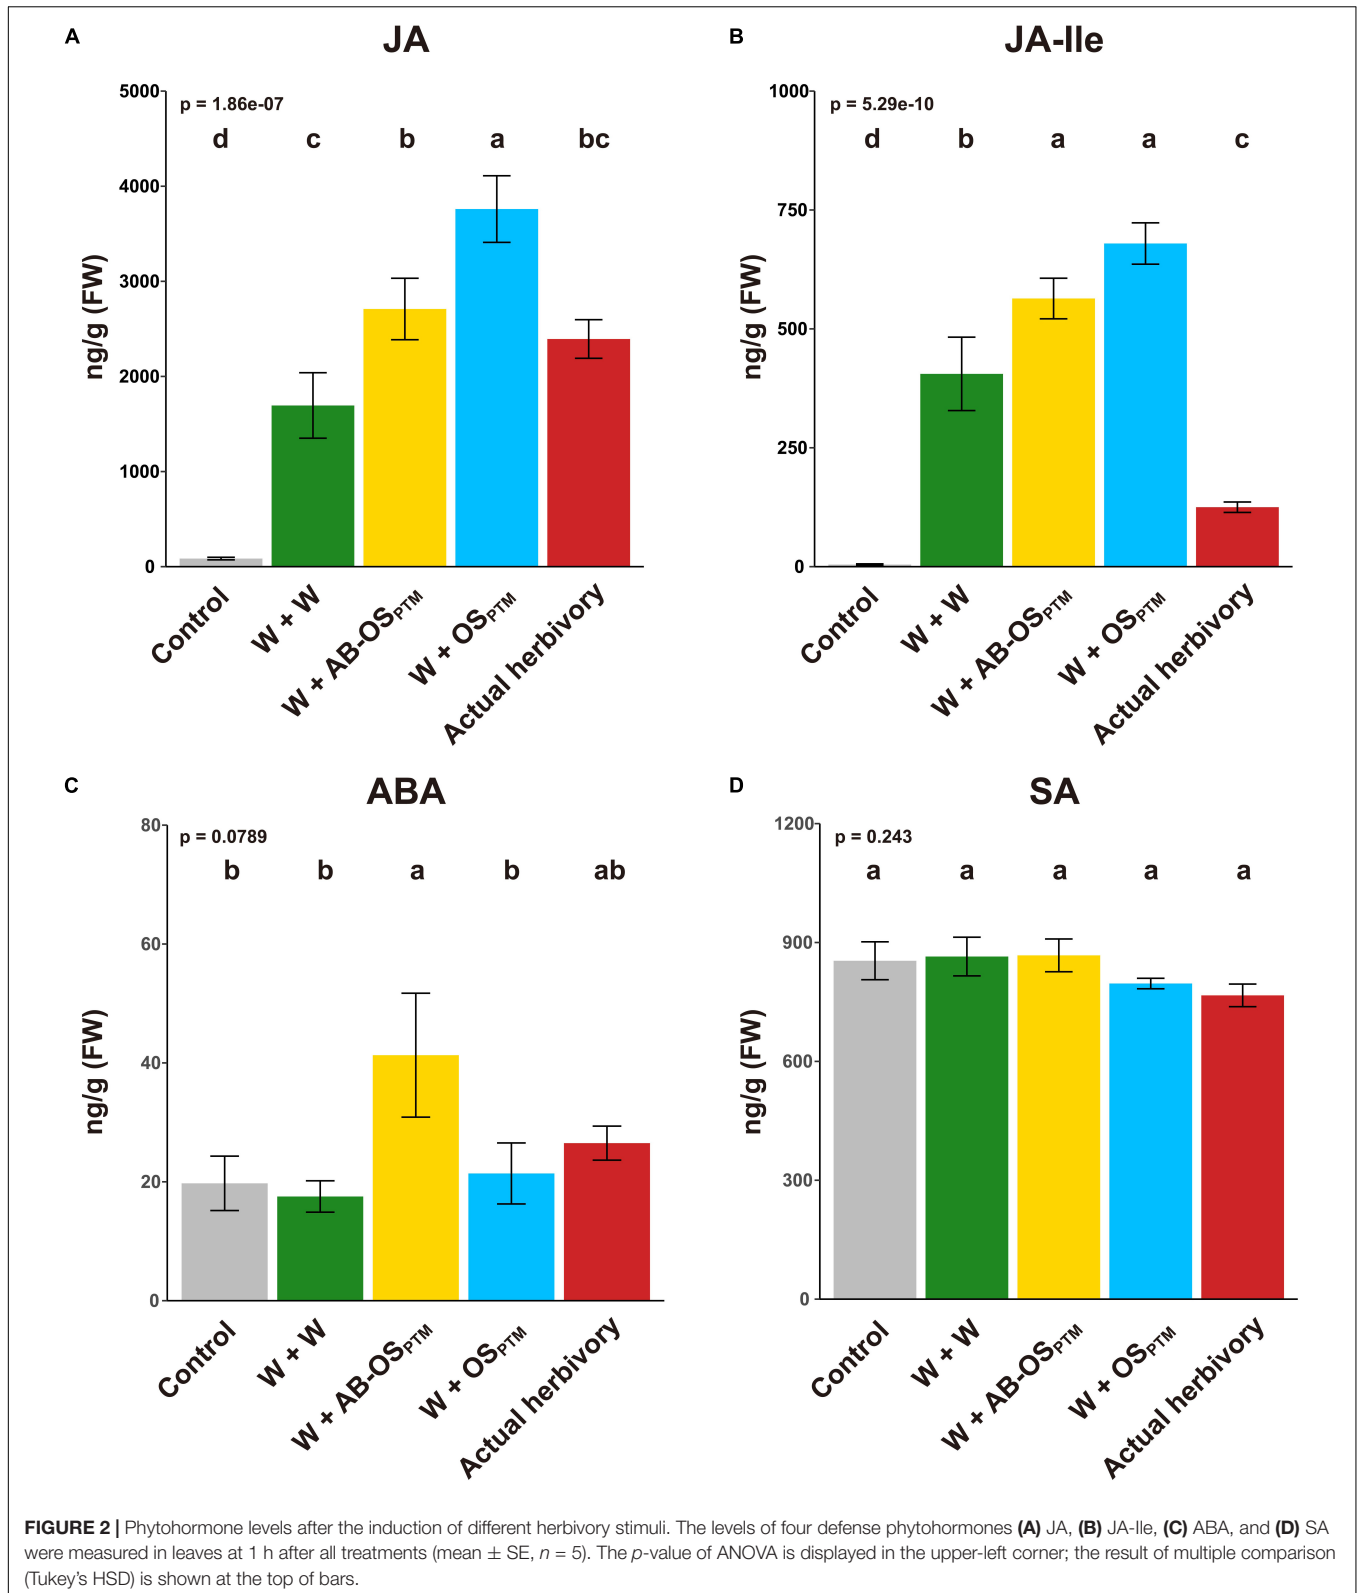 A
JA
5000
p = 1.86e-07
d c b a bc
4000
3000
2000
1000
0
ng/g (FW)
Control
W + W
W + AB-OSPTM
W + OSPTM
Actual herbivory
B
JA-Ile
1000
p = 5.29e-10
d b a a c
750
500
250
0
ng/g (FW)
Control
W + W
W + AB-OSPTM
W + OSPTM
Actual herbivory
C
ABA
80
p = 0.0789
b b a b ab
60
40
20
0
ng/g (FW)
Control
W + W
W + AB-OSPTM
W + OSPTM
Actual herbivory
D
SA
1200
p = 0.243
a a a a a
900
600
300
0
ng/g (FW)
Control
W + W
W + AB-OSPTM
W + OSPTM
Actual herbivory
FIGURE 2 | Phytohormone levels after the induction of different herbivory stimuli. The levels of four defense phytohormones (A) JA, (B) JA-Ile, (C) ABA, and (D) SA
were measured in leaves at 1 h after all treatments (mean ± SE, n = 5). The p-value of ANOVA is displayed in the upper-left corner; the result of multiple comparison
(Tukey's HSD) is shown at the top of bars.